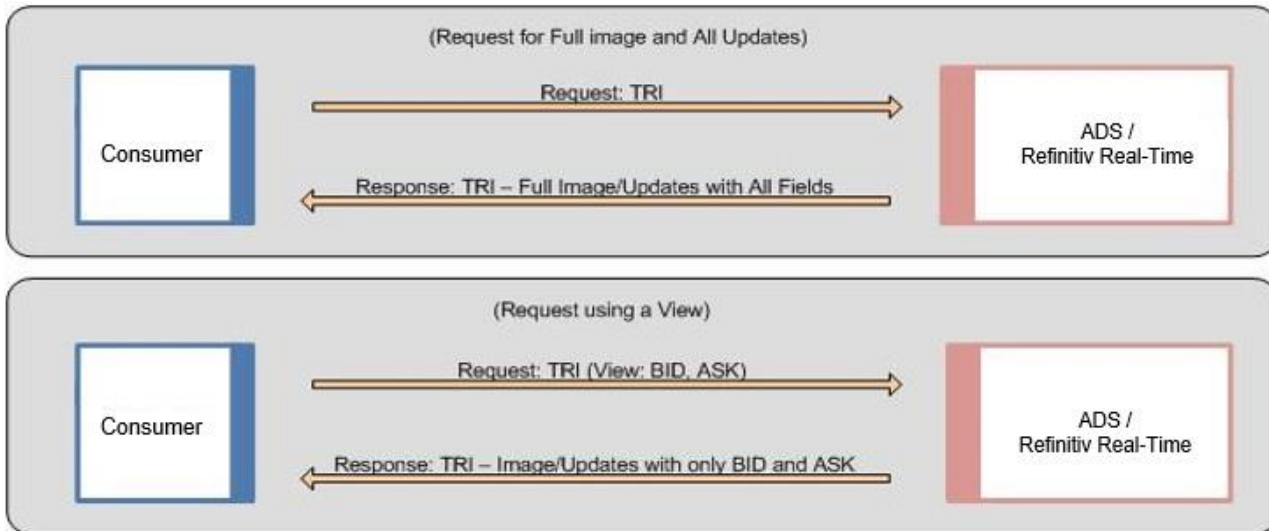 (Request for Full image and All Updates)
Request: TRI
Consumer
ADS /
Refinitiv Real-Time
Response: TRI – Full Image/Updates with All Fields
(Request using a View)
Request: TRI (View: BID, ASK)
Consumer
ADS /
Refinitiv Real-Time
Response: TRI – Image/Updates with only BID and ASK